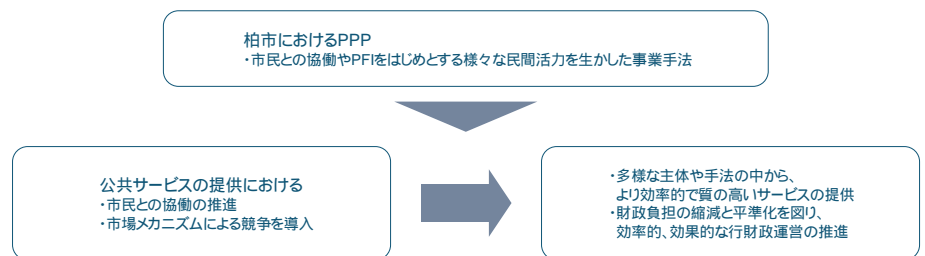 柏市におけるPPP
・市民との協働やPFIをはじめとする様々な民間活力を生かした事業手法
公共サービスの提供における
・市民との協働の推進
・市場メカニズムによる競争を導入
・多様な主体や手法の中から、
より効率的で質の高いサービスの提供
・財政負担の縮減と平準化を図り、
効率的、効果的な行財政運営の推進